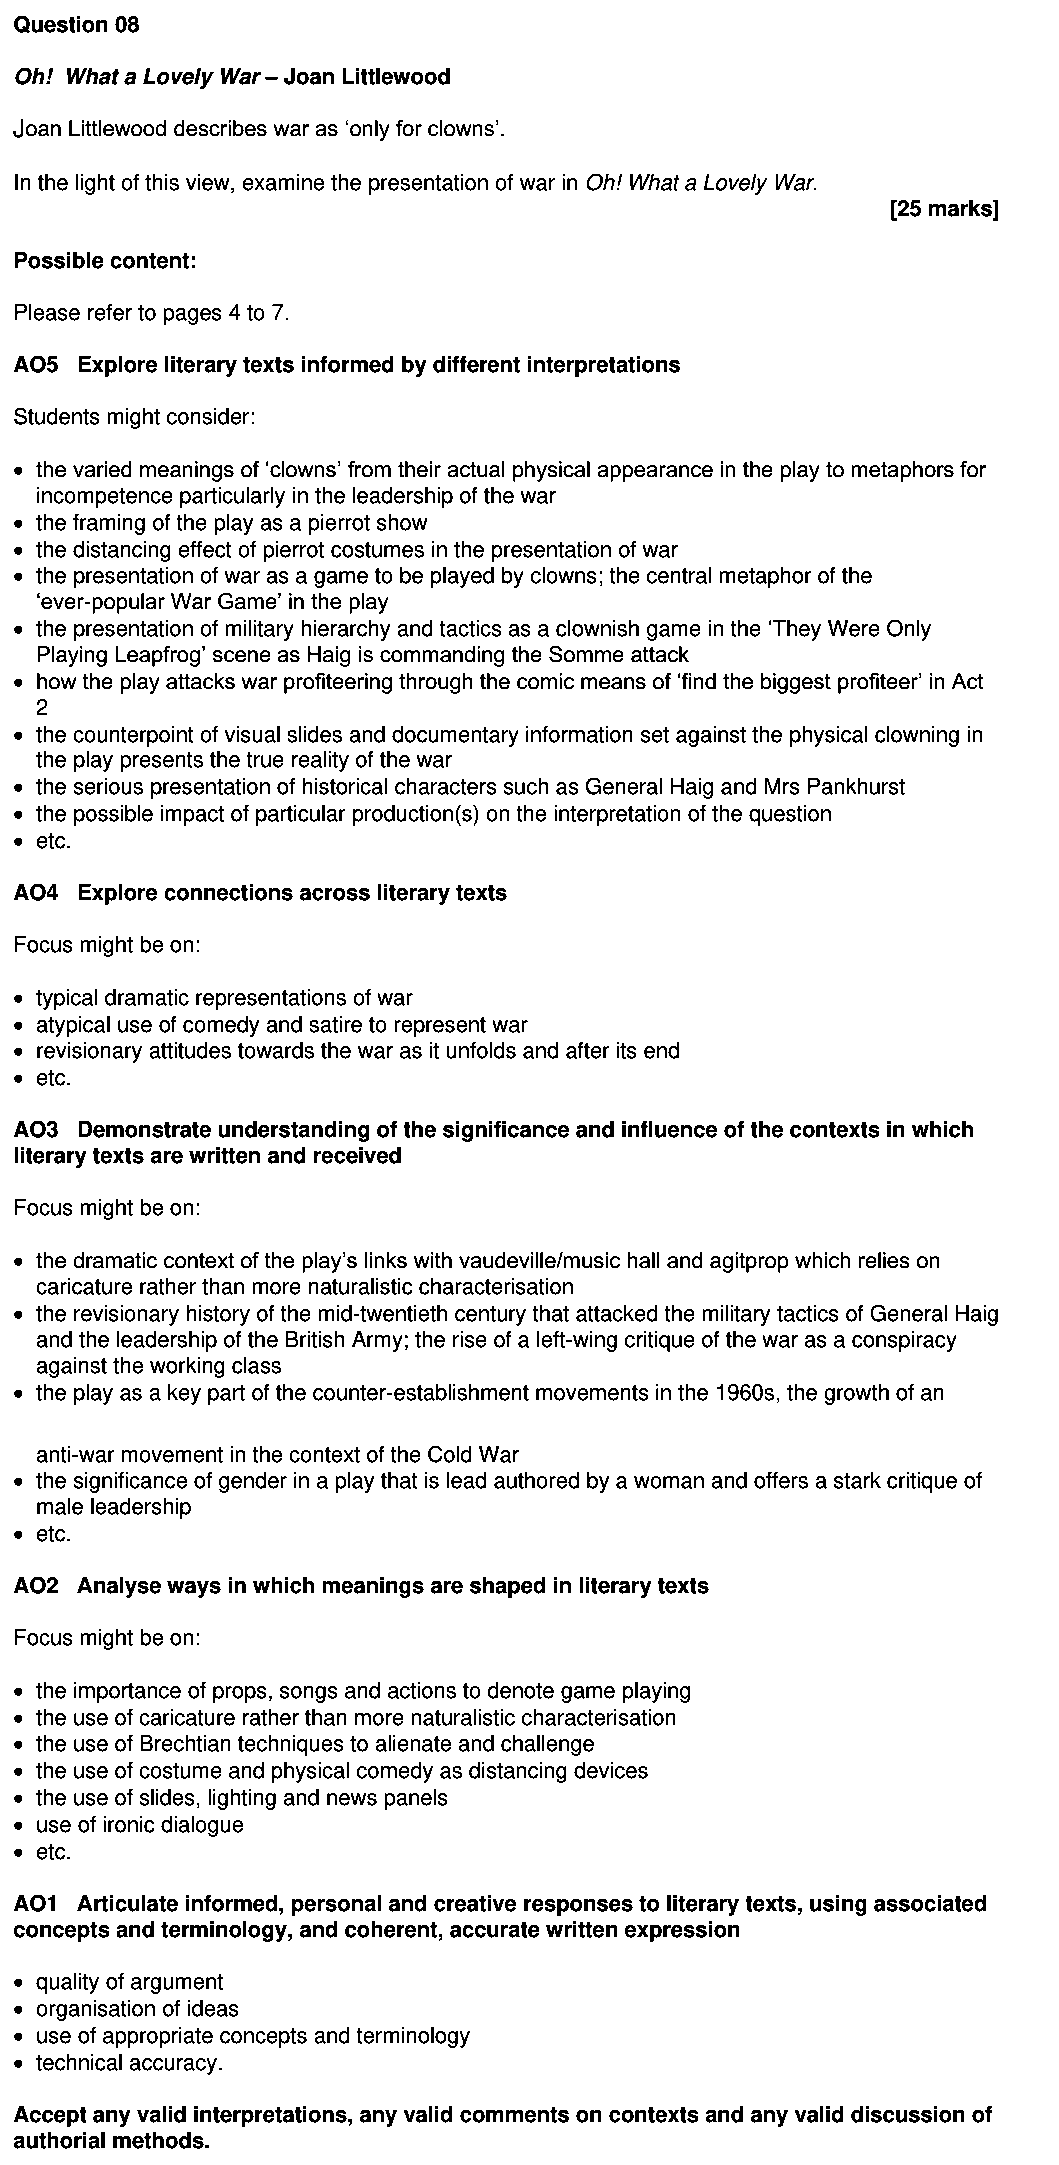 Question 08
Oh! What a Lovely War – Joan Littlewood
Joan Littlewood describes war as ‘only for clowns’.
In the light of this view, examine the presentation of war in Oh! What a Lovely War.
[25 marks]
Possible content:
Please refer to pages 4 to 7.
AO5 Explore literary texts informed by different interpretations
Students might consider:
• the varied meanings of ‘clowns’ from their actual physical appearance in the play to metaphors for
incompetence particularly in the leadership of the war
• the framing of the play as a pierrot show
• the distancing effect of pierrot costumes in the presentation of war
• the presentation of war as a game to be played by clowns; the central metaphor of the
‘ever-popular War Game’ in the play
• the presentation of military hierarchy and tactics as a clownish game in the ‘They Were Only
Playing Leapfrog’ scene as Haig is commanding the Somme attack
• how the play attacks war profiteering through the comic means of ‘find the biggest profiteer’ in Act
2
• the counterpoint of visual slides and documentary information set against the physical clowning in
the play presents the true reality of the war
• the serious presentation of historical characters such as General Haig and Mrs Pankhurst
• the possible impact of particular production(s) on the interpretation of the question
• etc.
AO4 Explore connections across literary texts
Focus might be on:
• typical dramatic representations of war
• atypical use of comedy and satire to represent war
• revisionary attitudes towards the war as it unfolds and after its end
• etc.
AO3 Demonstrate understanding of the significance and influence of the contexts in which
literary texts are written and received
Focus might be on:
• the dramatic context of the play’s links with vaudeville/music hall and agitprop which relies on
caricature rather than more naturalistic characterisation
• the revisionary history of the mid-twentieth century that attacked the military tactics of General Haig
and the leadership of the British Army; the rise of a left-wing critique of the war as a conspiracy
against the working class
• the play as a key part of the counter-establishment movements in the 1960s, the growth of an
anti-war movement in the context of the Cold War
• the significance of gender in a play that is lead authored by a woman and offers a stark critique of
male leadership
• etc.
AO2 Analyse ways in which meanings are shaped in literary texts
Focus might be on:
• the importance of props, songs and actions to denote game playing
• the use of caricature rather than more naturalistic characterisation
• the use of Brechtian techniques to alienate and challenge
• the use of costume and physical comedy as distancing devices
• the use of slides, lighting and news panels
• use of ironic dialogue
• etc.
AO1 Articulate informed, personal and creative responses to literary texts, using associated
concepts and terminology, and coherent, accurate written expression
• quality of argument
• organisation of ideas
• use of appropriate concepts and terminology
• technical accuracy.
Accept any valid interpretations, any valid comments on contexts and any valid discussion of
authorial methods.